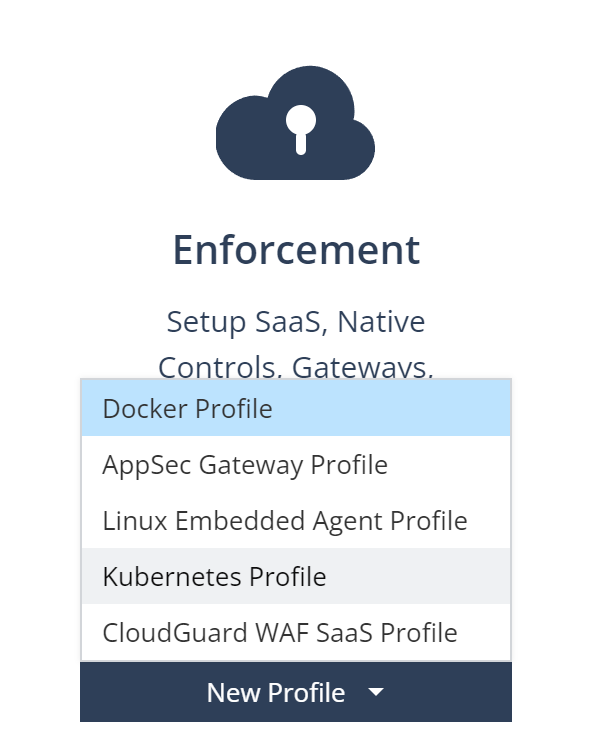 Enforcement
Setup SaaS, Native
Controls, Gateways,
Docker Profile
AppSec Gateway Profile
Linux Embedded Agent Profile
Kubernetes Profile
CloudGuard WAF SaaS Profile
New Profile